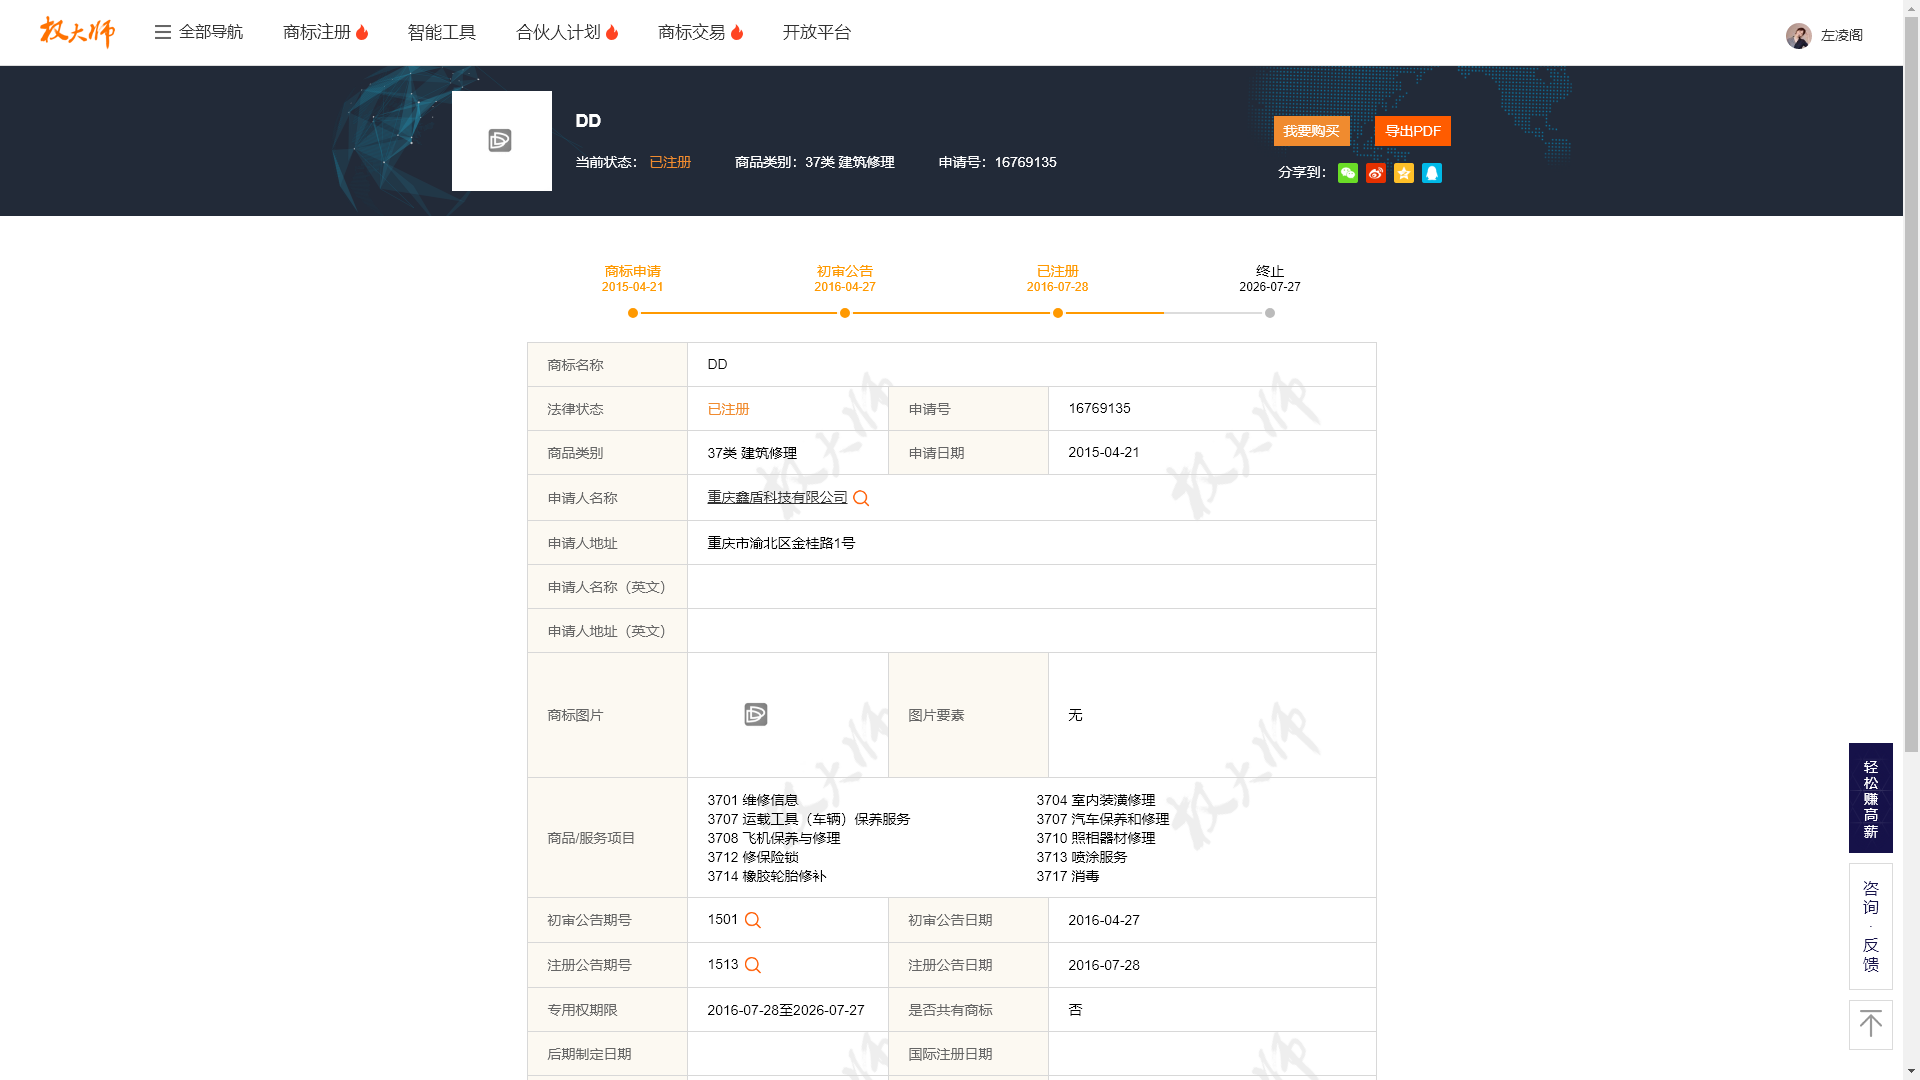 权大师
全部导航
商标注册
智能工具
合伙人计划
商标交易
开放平台
左凌阁
DD
当前状态： 已注册
商品类别：37类 建筑修理
申请号：16769135
我要购买
导出PDF
分享到：
商标申请
2015-04-21
初审公告
2016-04-27
已注册
2016-07-28
终止
2026-07-27
商标名称 DD
法律状态 已注册 申请号 16769135
商品类别 37类 建筑修理 申请日期 2015-04-21
申请人名称 重庆鑫盾科技有限公司
申请人地址 重庆市渝北区金桂路1号
申请人名称（英文）
申请人地址（英文）
商标图片 图片要素 无
商品/服务项目
3701 维修信息 3704 室内装潢修理
3707 运载工具（车辆）保养服务 3707 汽车保养和修理
3708 飞机保养与修理 3710 照相器材修理
3712 修保险锁 3713 喷涂服务
3714 橡胶轮胎修补 3717 消毒
初审公告期号 1501 初审公告日期 2016-04-27
注册公告期号 1513 注册公告日期 2016-07-28
专用权期限 2016-07-28至2026-07-27 是否共有商标 否
后期制定日期 国际注册日期
轻松赚高薪
咨询·反馈